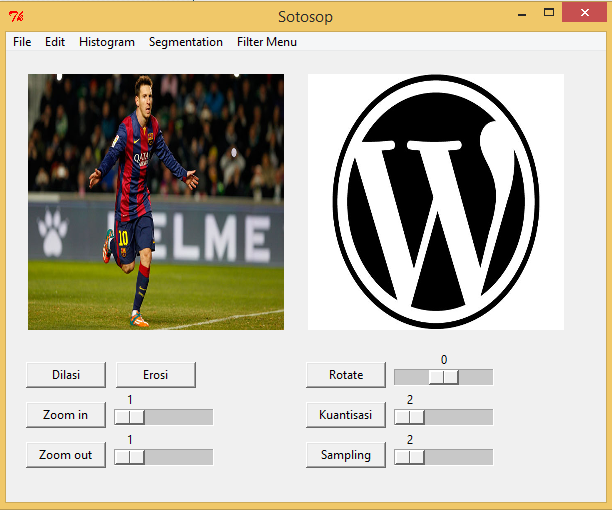 Sotosop
File Edit Histogram Segmentation Filter Menu
QATAR
10
ELME
W
0
Dilasi Erosi Rotate
1 2
Zoom in Kuantisasi
1 2
Zoom out Sampling